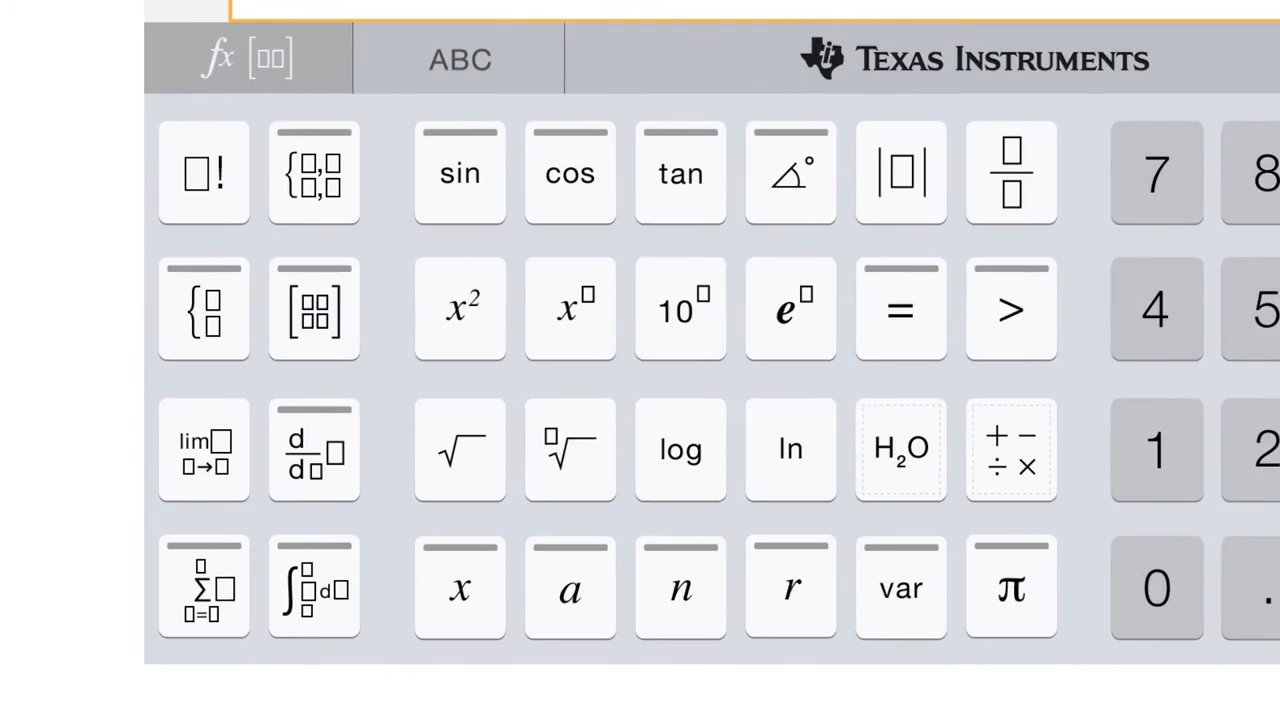 fx [▯▯] ABC TEXAS INSTRUMENTS
▯! {▯,▯ ▯,▯ sin cos tan ∠° |▯| ▯/▯ 7 8
{▯ ▯ [▯▯ ▯▯] x² x▯ 10▯ e▯ = > 4 5
lim▯ ▯→▯ d/d▯ ▯ √ ▯√ log ln H₂O + − ÷ × 1 2
▯ Σ▯ ▯=▯ ∫▯ ▯ ▯ d▯ x a n r var π 0 .